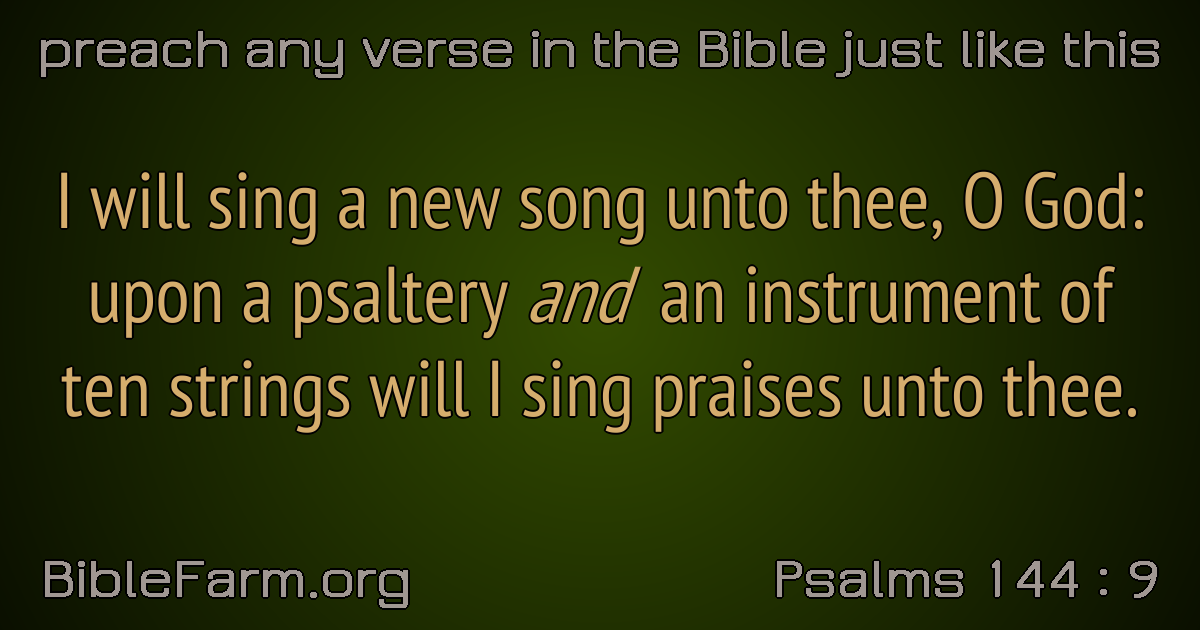 preach any verse in the Bible just like this
I will sing a new song unto thee, O God:
upon a psaltery and an instrument of
ten strings will I sing praises unto thee.
BibleFarm.org
Psalms 144 : 9